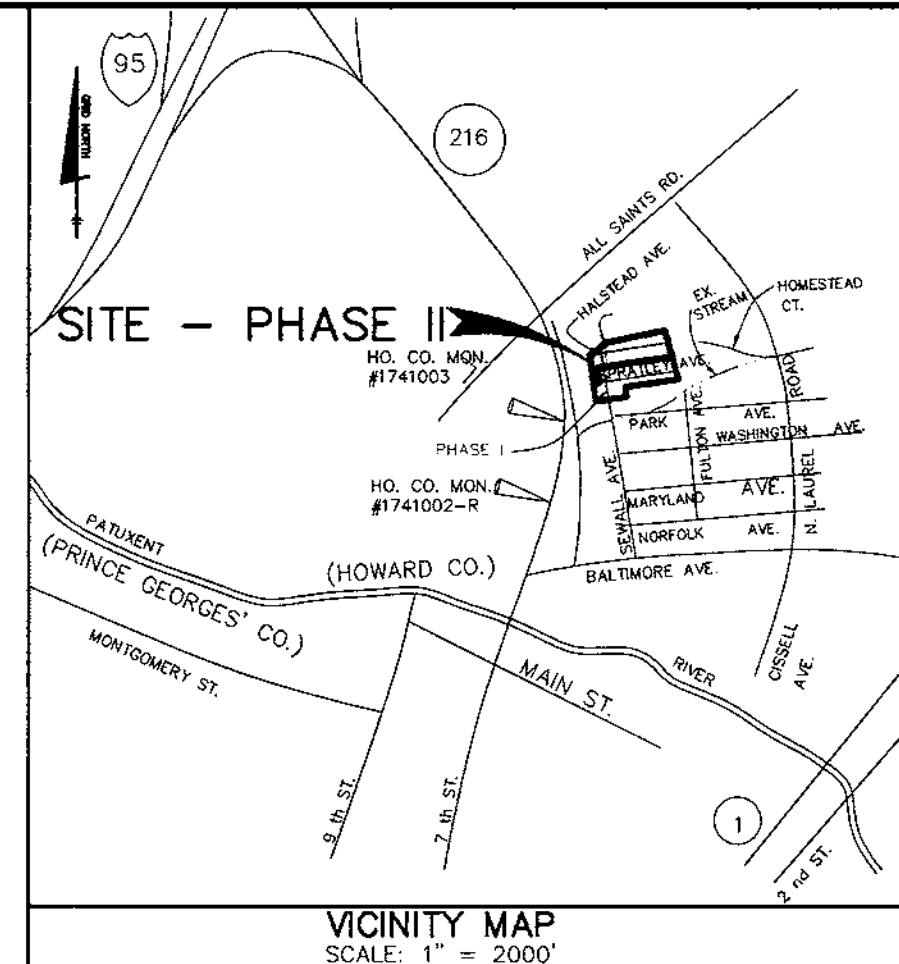 95
GRID NORTH
216
ALL SAINTS RD.
HALSTEAD AVE.
EX.
STREAM
HOMESTEAD
CT.
SITE - PHASE II
HO. CO. MON.
#1741003
SPRATLEY AVE.
ROAD
PARK AVE.
FULTON AVE.
WASHINGTON AVE.
PHASE I
SEWALL AVE.
HO. CO. MON.
#1741002-R
MARYLAND AVE.
N. LAUREL
NORFOLK AVE.
BALTIMORE AVE.
PATUXENT
(HOWARD CO.)
(PRINCE GEORGES' CO.)
MONTGOMERY ST.
MAIN ST.
RIVER
CISSELL
AVE.
9 th ST.
7 th ST.
1
2 nd ST.
VICINITY MAP
SCALE: 1" = 2000'